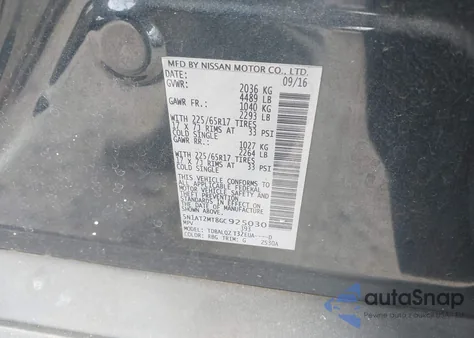 MFD BY NISSAN MOTOR CO., LTD.
DATE: 09/16
GVWR: 2036 KG
4489 LB
GAWR FR: 1040 KG
2293 LB
WITH 225/65R17 TIRES
17 X 7J RIMS AT 33 PSI
COLD SINGLE
GAWR RR: 1027 KG
2264 LB
WITH 225/65R17 TIRES
17 X 7J RIMS AT 33 PSI
COLD SINGLE
THIS VEHICLE CONFORMS TO
ALL APPLICABLE FEDERAL
MOTOR VEHICLE SAFETY
STANDARDS IN EFFECT ON
THE DATE OF MANUFACTURE
SHOWN ABOVE.
5N1AT2MT8GC925030
MPV
MODEL:
COLOR: RBG TRIM: G
autoSnap